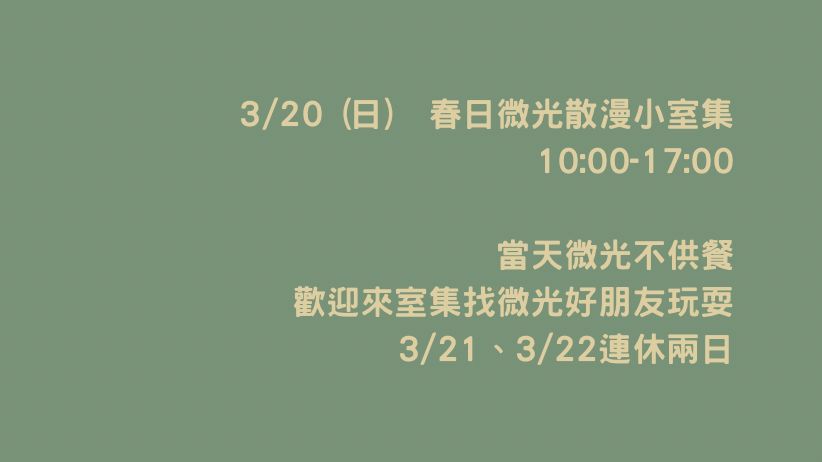 3/20（日） 春日微光散漫小室集
10:00-17:00
當天微光不供餐
歡迎來室集找微光好朋友玩耍
3/21、3/22連休兩日